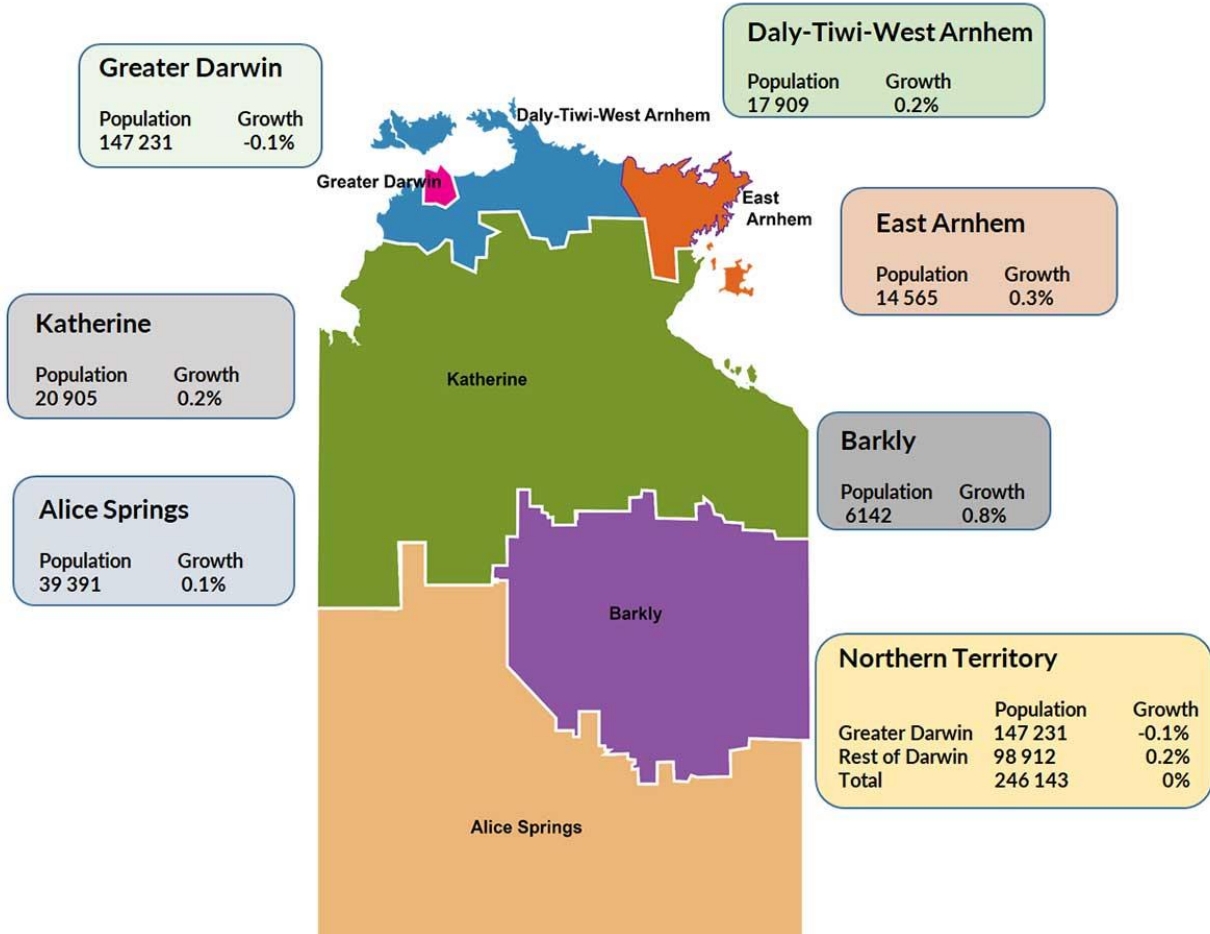 Greater Darwin
Population Growth
147 231 -0.1%
Daly-Tiwi-West Arnhem
Population Growth
17 909 0.2%
Daly-Tiwi-West Arnhem
Greater Darwin
East
Arnhem
East Arnhem
Population Growth
14 565 0.3%
Katherine
Population Growth
20 905 0.2%
Katherine
Barkly
Population Growth
6142 0.8%
Alice Springs
Population Growth
39 391 0.1%
Barkly
Northern Territory
Population Growth
Greater Darwin 147 231 -0.1%
Rest of Darwin 98 912 0.2%
Total 246 143 0%
Alice Springs